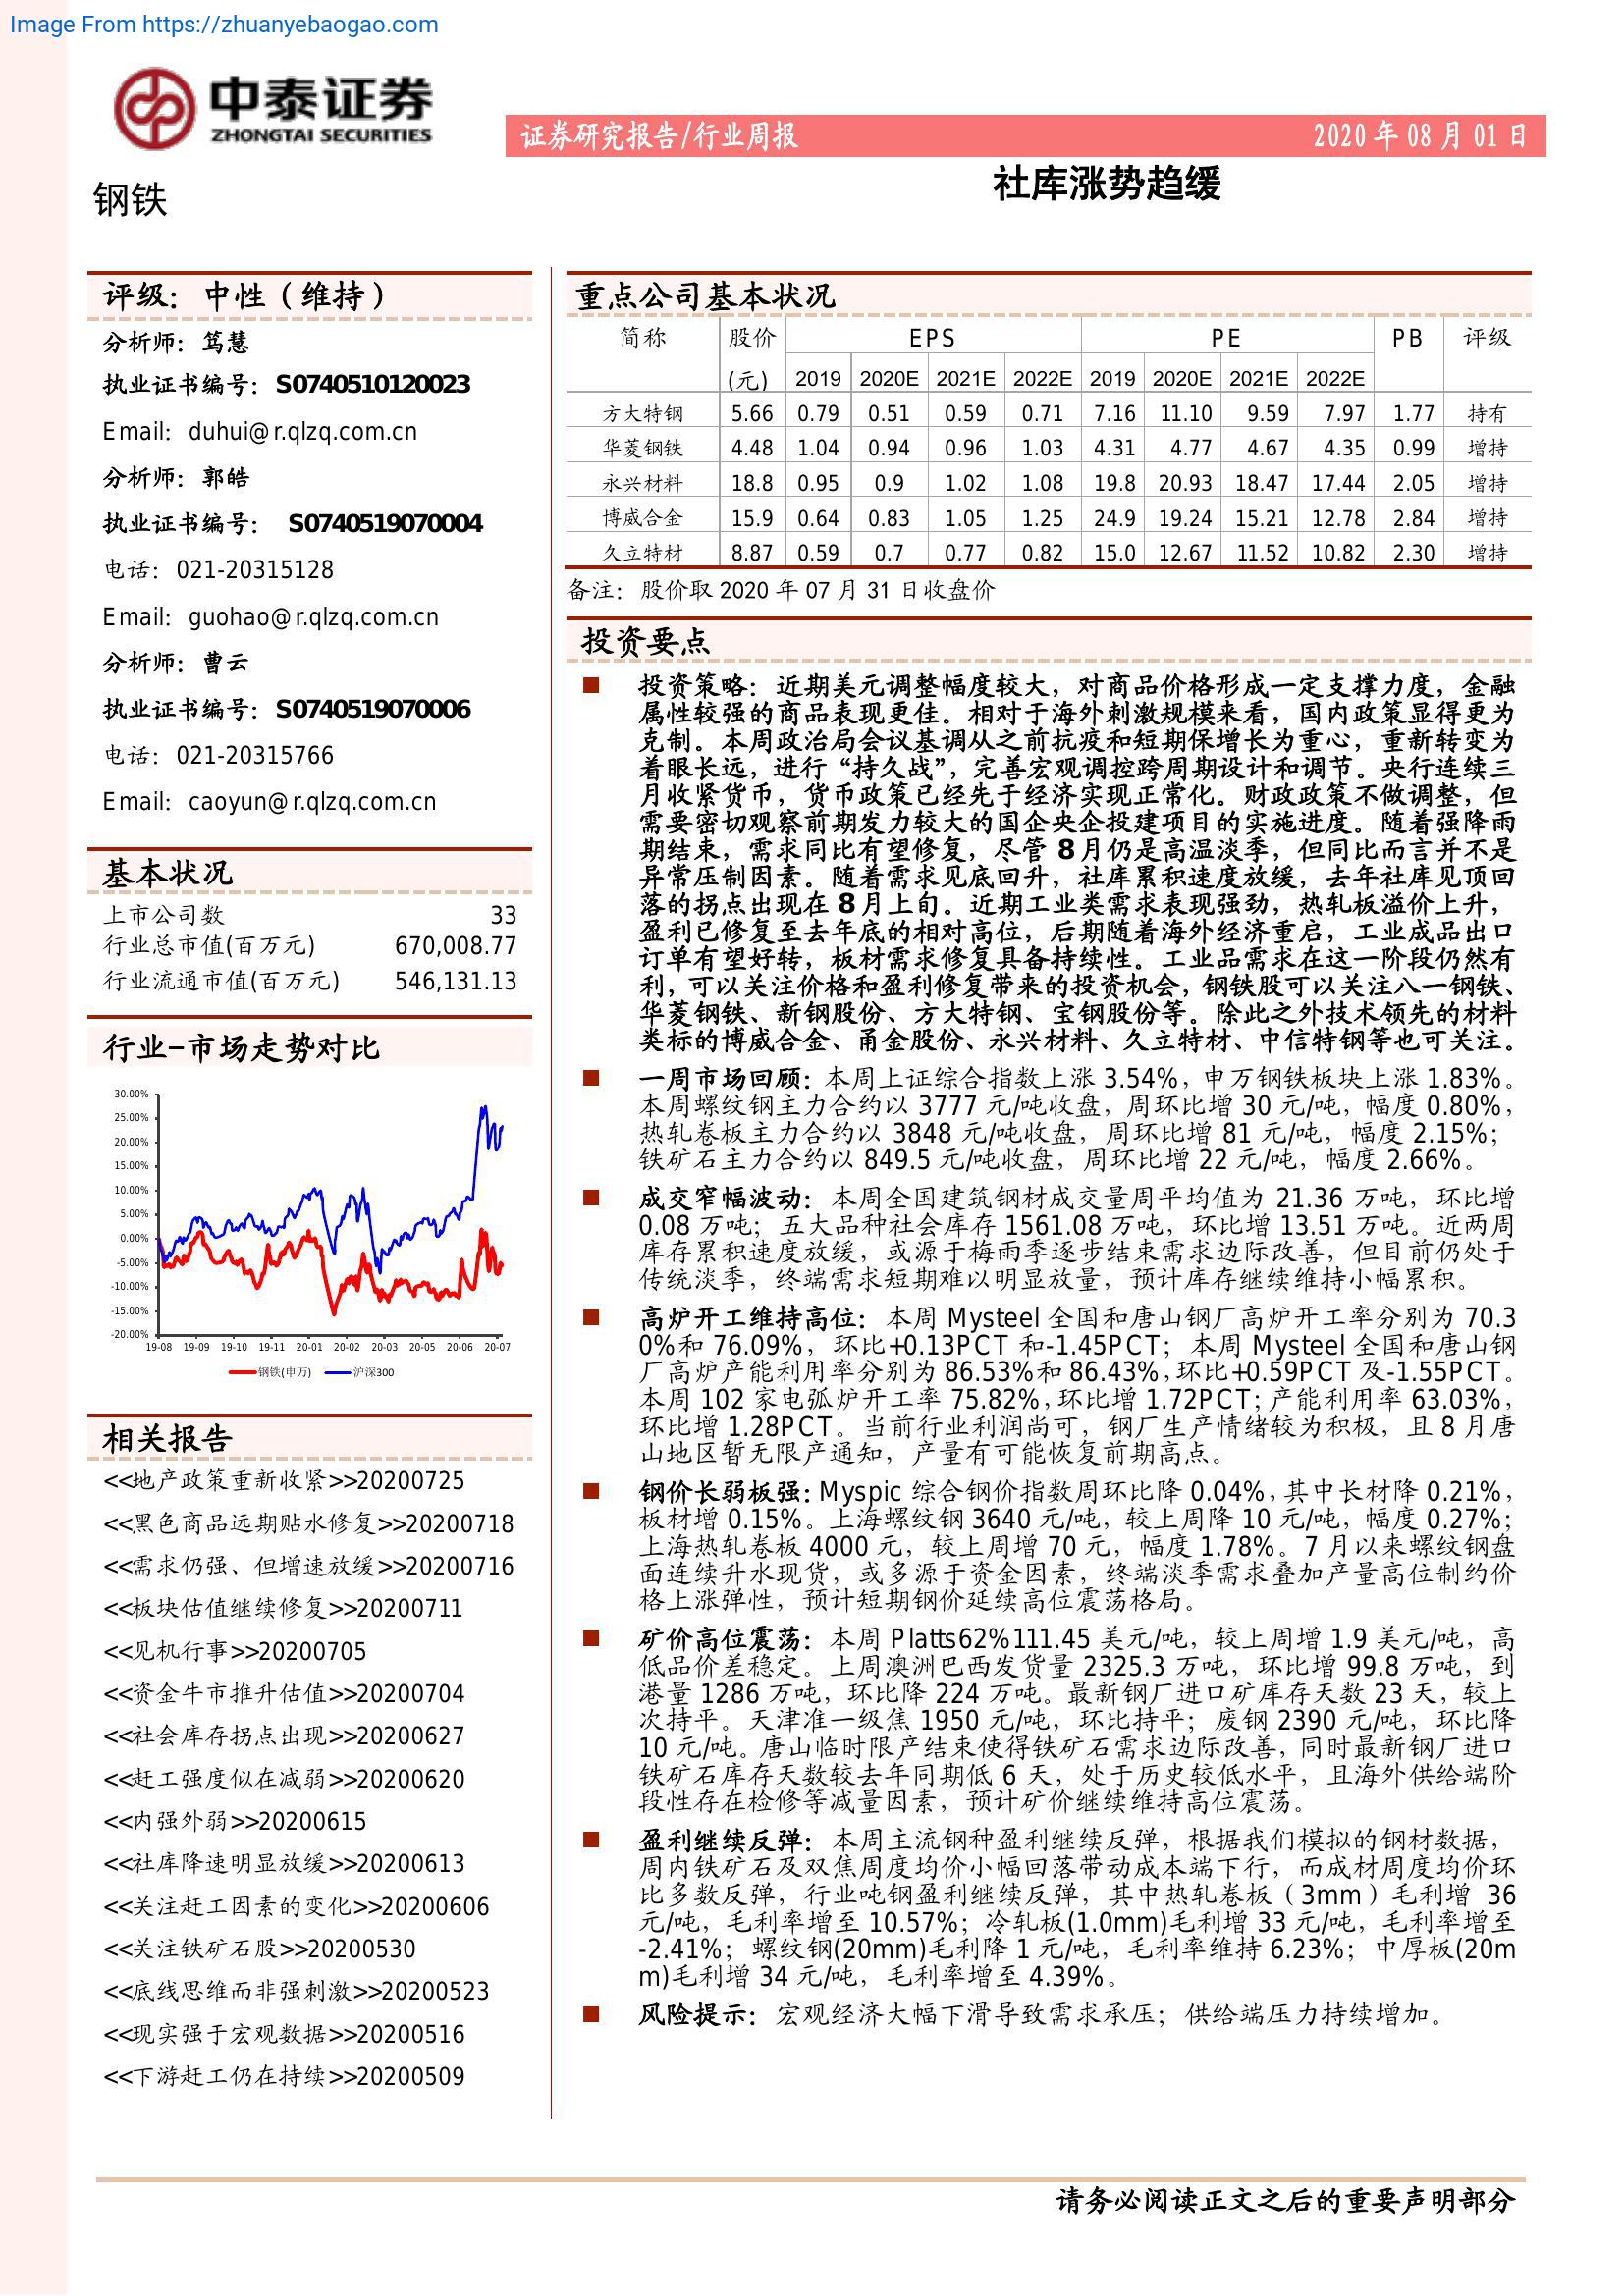 Image From https://zhuanyebaogao.com
中泰证券
ZHONGTAI SECURITIES
证券研究报告/行业周报 2020 年 08 月 01 日
社库涨势趋缓
钢铁
评级：中性（维持）
分析师：笃慧
执业证书编号：S0740510120023
Email：duhui@r.qlzq.com.cn
分析师：郭皓
执业证书编号： S0740519070004
电话：021-20315128
Email：guohao@r.qlzq.com.cn
分析师：曹云
执业证书编号：S0740519070006
电话：021-20315766
Email：caoyun@r.qlzq.com.cn
基本状况
上市公司数 33
行业总市值(百万元) 670,008.77
行业流通市值(百万元) 546,131.13
行业-市场走势对比
30.00%
25.00%
20.00%
15.00%
10.00%
5.00%
0.00%
-5.00%
-10.00%
-15.00%
-20.00%
19-08 19-09 19-10 19-11 20-01 20-02 20-03 20-05 20-06 20-07
钢铁(申万) 沪深300
相关报告
<<地产政策重新收紧>>20200725
<<黑色商品远期贴水修复>>20200718
<<需求仍强、但增速放缓>>20200716
<<板块估值继续修复>>20200711
<<见机行事>>20200705
<<资金牛市推升估值>>20200704
<<社会库存拐点出现>>20200627
<<赶工强度似在减弱>>20200620
<<内强外弱>>20200615
<<社库降速明显放缓>>20200613
<<关注赶工因素的变化>>20200606
<<关注铁矿石股>>20200530
<<底线思维而非强刺激>>20200523
<<现实强于宏观数据>>20200516
<<下游赶工仍在持续>>20200509
重点公司基本状况
简称 股价 EPS PE PB 评级
(元) 2019 2020E 2021E 2022E 2019 2020E 2021E 2022E
方大特钢 5.66 0.79 0.51 0.59 0.71 7.16 11.10 9.59 7.97 1.77 持有
华菱钢铁 4.48 1.04 0.94 0.96 1.03 4.31 4.77 4.67 4.35 0.99 增持
永兴材料 18.8 0.95 0.9 1.02 1.08 19.8 20.93 18.47 17.44 2.05 增持
博威合金 15.9 0.64 0.83 1.05 1.25 24.9 19.24 15.21 12.78 2.84 增持
久立特材 8.87 0.59 0.7 0.77 0.82 15.0 12.67 11.52 10.82 2.30 增持
备注：股价取 2020 年 07 月 31 日收盘价
投资要点
■ 投资策略：近期美元调整幅度较大，对商品价格形成一定支撑力度，金融
属性较强的商品表现更佳。相对于海外刺激规模来看，国内政策显得更为
克制。本周政治局会议基调从之前抗疫和短期保增长为重心，重新转变为
着眼长远，进行“持久战”，完善宏观调控跨周期设计和调节。央行连续三
月收紧货币，货币政策已经先于经济实现正常化。财政政策不做调整，但
需要密切观察前期发力较大的国企央企投建项目的实施进度。随着强降雨
期结束，需求同比有望修复，尽管 8 月仍是高温淡季，但同比而言并不是
异常压制因素。随着需求见底回升，社库累积速度放缓，去年社库见顶回
落的拐点出现在 8 月上旬。近期工业类需求表现强劲，热轧板溢价上升，
盈利已修复至去年底的相对高位，后期随着海外经济重启，工业成品出口
订单有望好转，板材需求修复具备持续性。工业品需求在这一阶段仍然有
利，可以关注价格和盈利修复带来的投资机会，钢铁股可以关注八一钢铁、
华菱钢铁、新钢股份、方大特钢、宝钢股份等。除此之外技术领先的材料
类标的博威合金、甬金股份、永兴材料、久立特材、中信特钢等也可关注。
■ 一周市场回顾：本周上证综合指数上涨 3.54%，申万钢铁板块上涨 1.83%。
本周螺纹钢主力合约以 3777 元/吨收盘，周环比增 30 元/吨，幅度 0.80%，
热轧卷板主力合约以 3848 元/吨收盘，周环比增 81 元/吨，幅度 2.15%；
铁矿石主力合约以 849.5 元/吨收盘，周环比增 22 元/吨，幅度 2.66%。
■ 成交窄幅波动：本周全国建筑钢材成交量周平均值为 21.36 万吨，环比增
0.08 万吨；五大品种社会库存 1561.08 万吨，环比增 13.51 万吨。近两周
库存累积速度放缓，或源于梅雨季逐步结束需求边际改善，但目前仍处于
传统淡季，终端需求短期难以明显放量，预计库存继续维持小幅累积。
■ 高炉开工维持高位：本周 Mysteel 全国和唐山钢厂高炉开工率分别为 70.3
0%和 76.09%，环比+0.13PCT 和-1.45PCT；本周 Mysteel 全国和唐山钢
厂高炉产能利用率分别为 86.53%和 86.43%，环比+0.59PCT 及-1.55PCT。
本周 102 家电弧炉开工率 75.82%，环比增 1.72PCT；产能利用率 63.03%，
环比增 1.28PCT。当前行业利润尚可，钢厂生产情绪较为积极，且 8 月唐
山地区暂无限产通知，产量有可能恢复前期高点。
■ 钢价长弱板强：Myspic 综合钢价指数周环比降 0.04%，其中长材降 0.21%，
板材增 0.15%。上海螺纹钢 3640 元/吨，较上周降 10 元/吨，幅度 0.27%；
上海热轧卷板 4000 元，较上周增 70 元，幅度 1.78%。7 月以来螺纹钢盘
面连续升水现货，或多源于资金因素，终端淡季需求叠加产量高位制约价
格上涨弹性，预计短期钢价延续高位震荡格局。
■ 矿价高位震荡：本周 Platts62%111.45 美元/吨，较上周增 1.9 美元/吨，高
低品价差稳定。上周澳洲巴西发货量 2325.3 万吨，环比增 99.8 万吨，到
港量 1286 万吨，环比降 224 万吨。最新钢厂进口矿库存天数 23 天，较上
次持平。天津准一级焦 1950 元/吨，环比持平；废钢 2390 元/吨，环比降
10 元/吨。唐山临时限产结束使得铁矿石需求边际改善，同时最新钢厂进口
铁矿石库存天数较去年同期低 6 天，处于历史较低水平，且海外供给端阶
段性存在检修等减量因素，预计矿价继续维持高位震荡。
■ 盈利继续反弹：本周主流钢种盈利继续反弹，根据我们模拟的钢材数据，
周内铁矿石及双焦周度均价小幅回落带动成本端下行，而成材周度均价环
比多数反弹，行业吨钢盈利继续反弹，其中热轧卷板（3mm）毛利增 36
元/吨，毛利率增至 10.57%；冷轧板(1.0mm)毛利增 33 元/吨，毛利率增至
-2.41%；螺纹钢(20mm)毛利降 1 元/吨，毛利率维持 6.23%；中厚板(20m
m)毛利增 34 元/吨，毛利率增至 4.39%。
■ 风险提示：宏观经济大幅下滑导致需求承压；供给端压力持续增加。
请务必阅读正文之后的重要声明部分